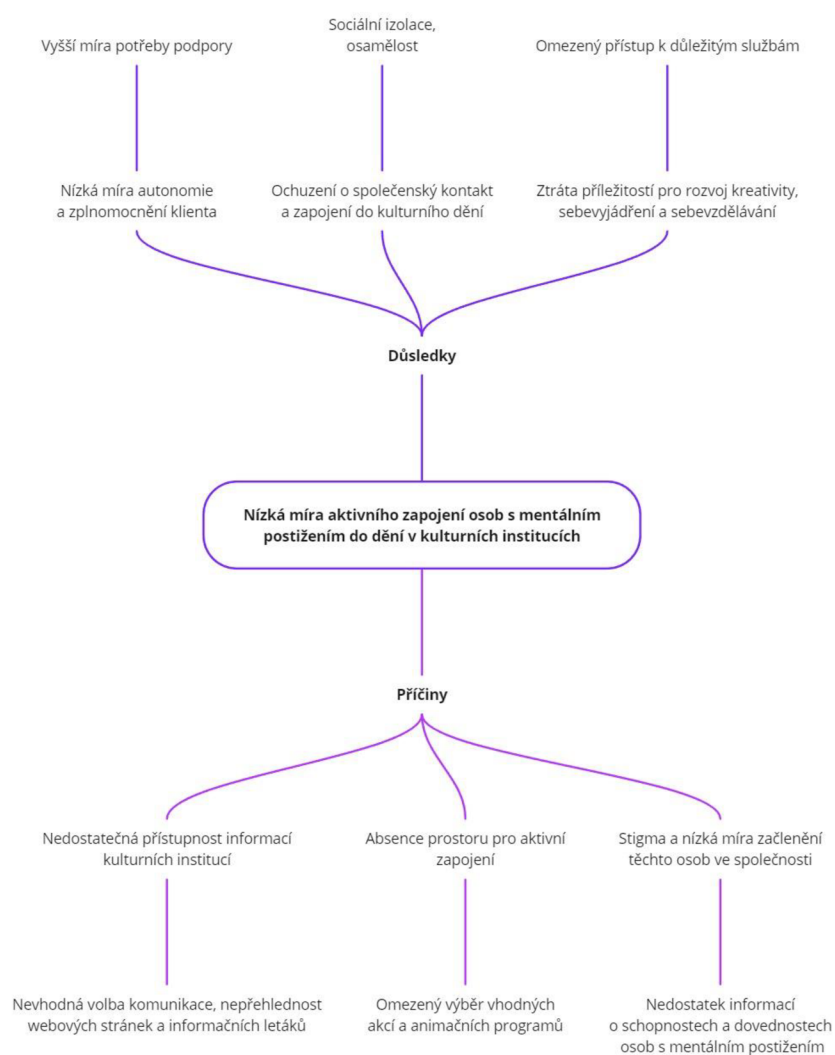 Vyšší míra potřeby podpory
Sociální izolace,
osamělost
Omezený přístup k důležitým službám
Nízká míra autonomie
a zplnomocnění klienta
Ochuzení o společenský kontakt
a zapojení do kulturního dění
Ztráta příležitostí pro rozvoj kreativity,
sebevyjádření a sebevzdělávání
Důsledky
Nízká míra aktivního zapojení osob s mentálním
postižením do dění v kulturních institucích
Příčiny
Nedostatečná přístupnost informací
kulturních institucí
Absence prostoru pro aktivní
zapojení
Stigma a nízká míra začlenění
těchto osob ve společnosti
Nevhodná volba komunikace, nepřehlednost
webových stránek a informačních letáků
Omezený výběr vhodných
akcí a animačních programů
Nedostatek informací
o schopnostech a dovednostech
osob s mentálním postižením